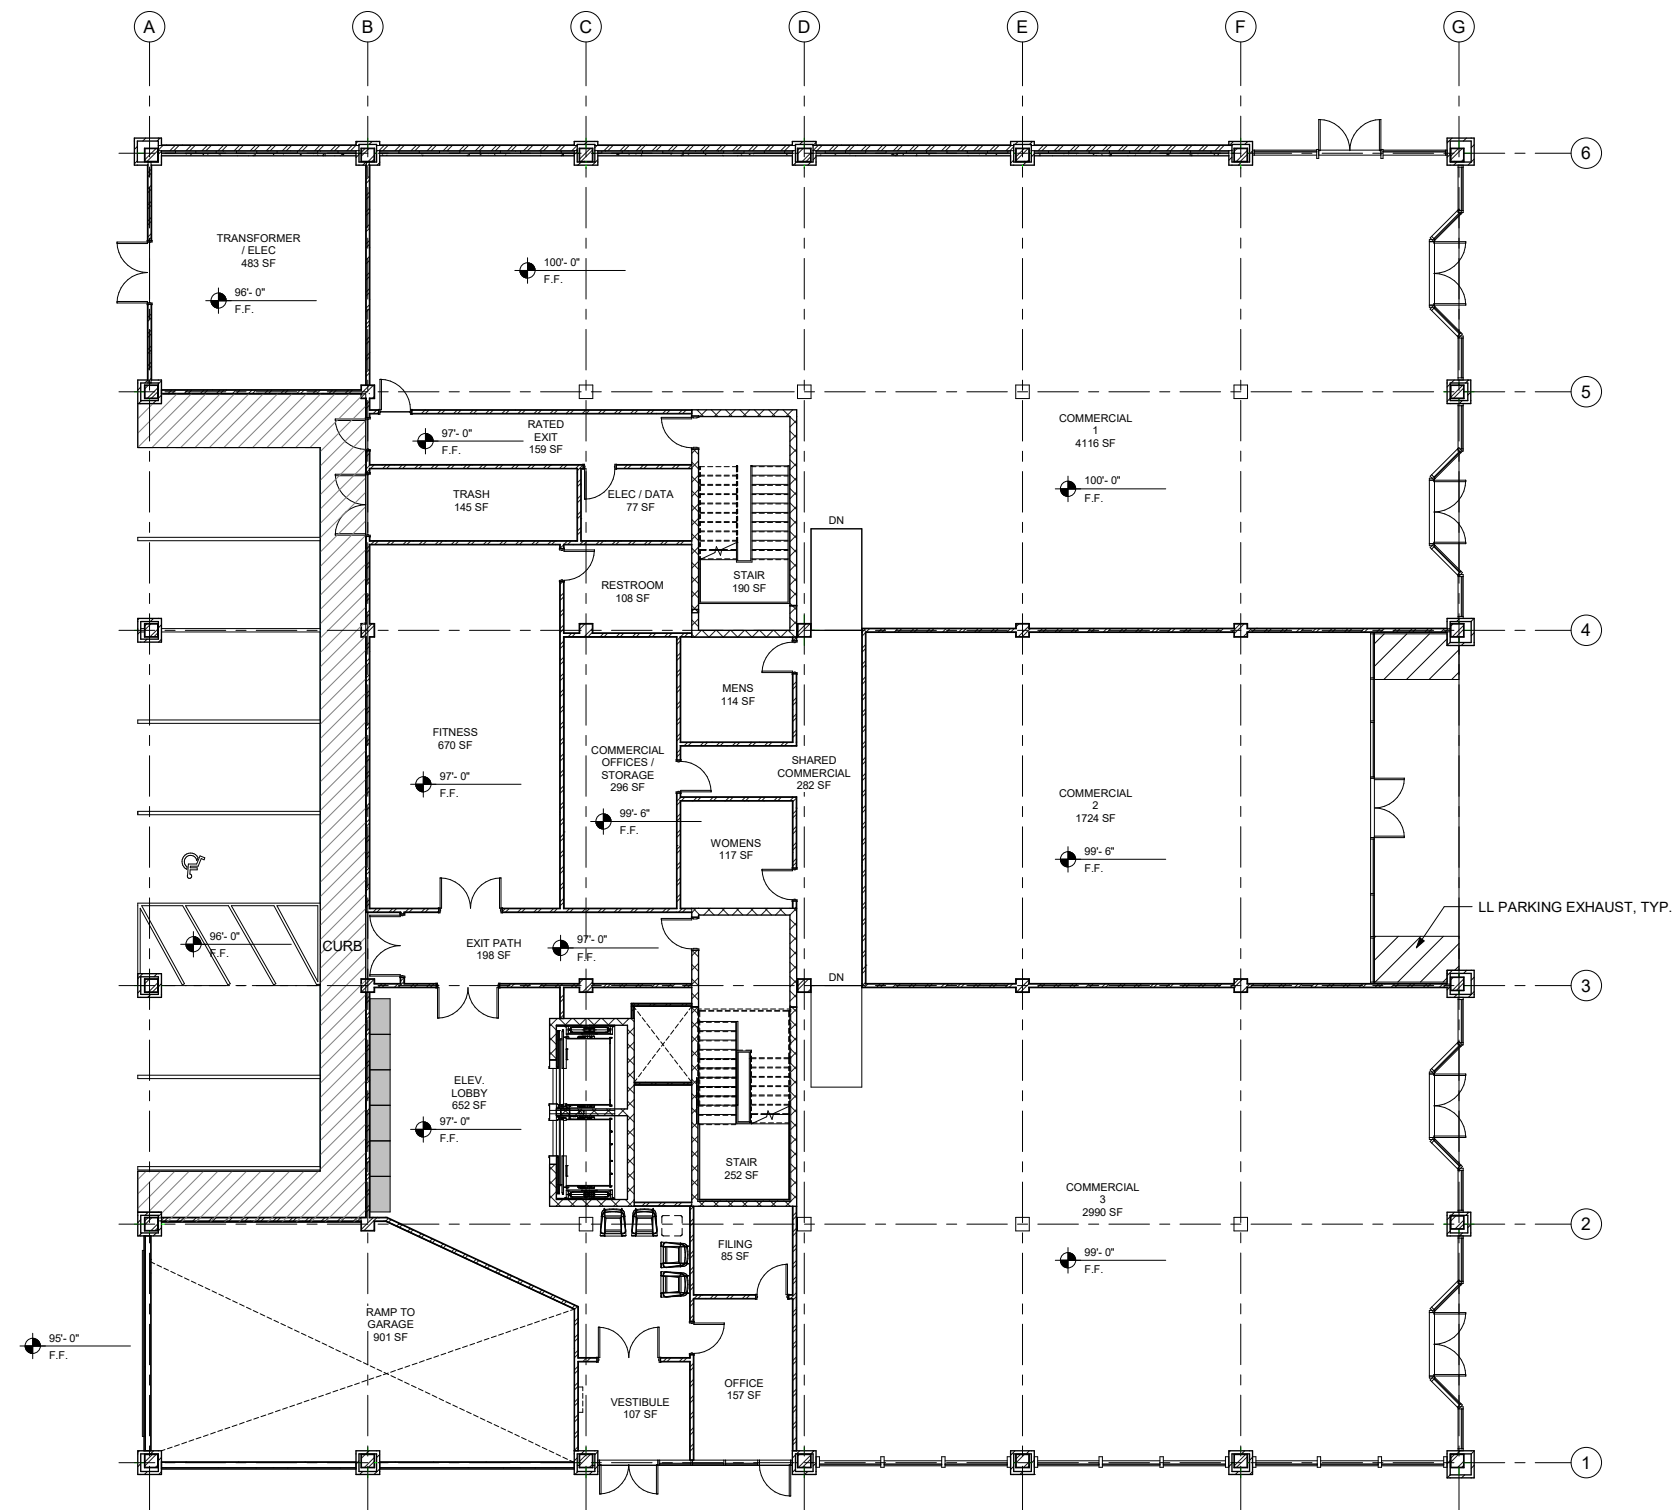 A
B
C
D
E
F
G
6
TRANSFORMER
/ ELEC
483 SF
96'- 0"
F.F.
100'- 0"
F.F.
5
RATED
EXIT
159 SF
97'- 0"
F.F.
COMMERCIAL
1
4116 SF
100'- 0"
F.F.
TRASH
145 SF
ELEC / DATA
77 SF
DN
STAIR
190 SF
RESTROOM
108 SF
4
MENS
114 SF
FITNESS
670 SF
97'- 0"
F.F.
COMMERCIAL
OFFICES /
STORAGE
296 SF
99'- 6"
F.F.
SHARED
COMMERCIAL
282 SF
COMMERCIAL
2
1724 SF
99'- 6"
F.F.
WOMENS
117 SF
LL PARKING EXHAUST, TYP.
96'- 0"
F.F.
CURB
EXIT PATH
198 SF
97'- 0"
F.F.
DN
3
ELEV.
LOBBY
652 SF
97'- 0"
F.F.
STAIR
252 SF
COMMERCIAL
3
2990 SF
99'- 0"
F.F.
2
FILING
85 SF
RAMP TO
GARAGE
901 SF
95'- 0"
F.F.
OFFICE
157 SF
VESTIBULE
107 SF
1